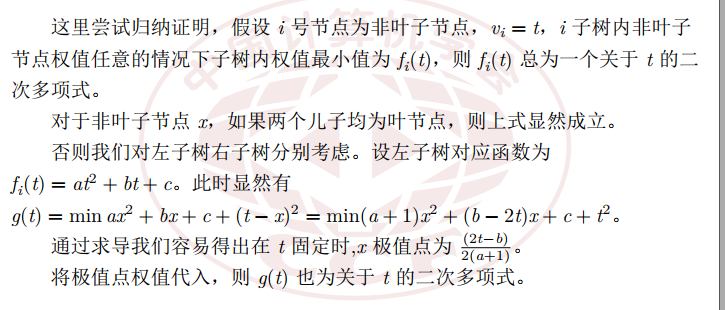 这里尝试归纳证明，假设 i 号节点为非叶子节点，v_i = t，i 子树内非叶子
节点权值任意的情况下子树内权值最小值为 f_i(t)，则 f_i(t) 总为一个关于 t 的二
次多项式。
对于非叶子节点 x，如果两个儿子均为叶节点，则上式显然成立。
否则我们对左子树右子树分别考虑。设左子树对应函数为
f_i(t) = at² + bt + c。此时显然有
g(t) = min ax² + bx + c + (t − x)² = min(a + 1)x² + (b − 2t)x + c + t²。
通过求导我们容易得出在 t 固定时,x 极值点为 (2t−b)/2(a+1)。
将极值点权值代入，则 g(t) 也为关于 t 的二次多项式。